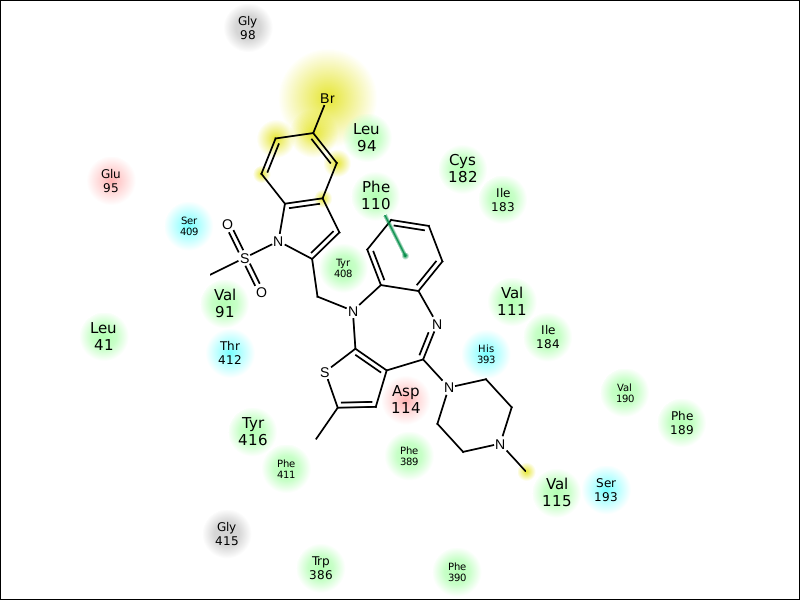 Gly
98
Br
Leu
94
Cys
182
Glu
95
Phe
110
Ile
183
Ser
409
O
N
S
O
Tyr
408
Val
91
Val
111
N
N
Leu
41
Thr
412
His
393
Ile
184
S
N
Asp
114
Val
190
Phe
189
Tyr
416
N
Phe
411
Phe
389
Val
115
Ser
193
Gly
415
Trp
386
Phe
390